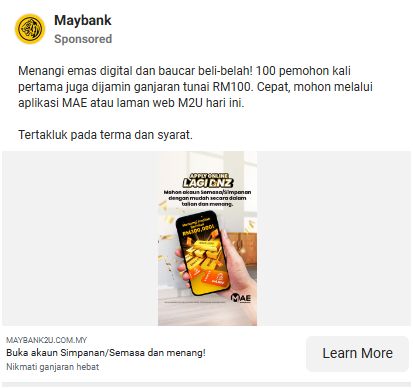 Maybank
Sponsored
Menangi emas digital dan baucar beli-belah! 100 pemohon kali
pertama juga dijamin ganjaran tunai RM100. Cepat, mohon melalui
aplikasi MAE atau laman web M2U hari ini.
Tertakluk pada terma dan syarat.
APPLY ONLINE
LAGI DNZ
Mohon akaun Semasa/Simpanan
dengan mudah secara dalam
talian dan menang.
RM100,000!
MAE
MAYBANK2U.COM.MY
Buka akaun Simpanan/Semasa dan menang!
Nikmati ganjaran hebat
Learn More